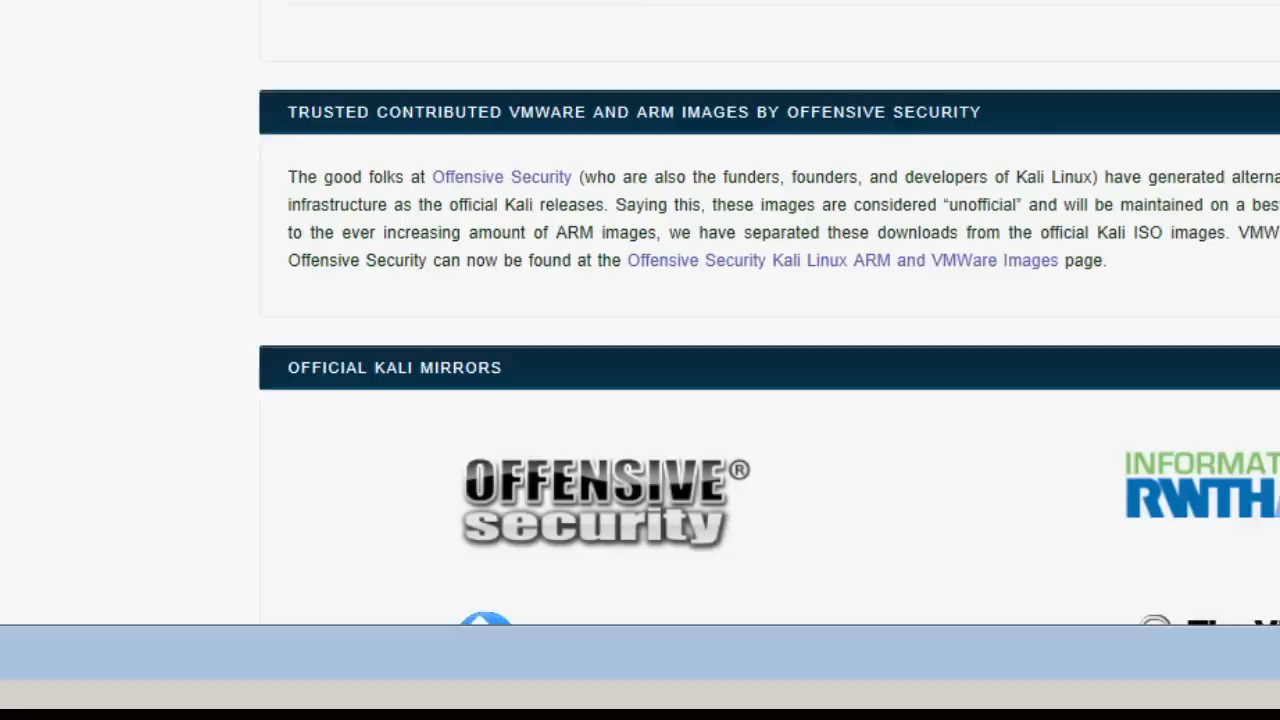 TRUSTED CONTRIBUTED VMWARE AND ARM IMAGES BY OFFENSIVE SECURITY
The good folks at Offensive Security (who are also the funders, founders, and developers of Kali Linux) have generated
infrastructure as the official Kali releases. Saying this, these images are considered “unofficial” and will be maintained on a
to the ever increasing amount of ARM images, we have separated these downloads from the official Kali ISO images.
Offensive Security can now be found at the Offensive Security Kali Linux ARM and VMWare Images page.
OFFICIAL KALI MIRRORS
OFFENSIVE®
security
RWTH